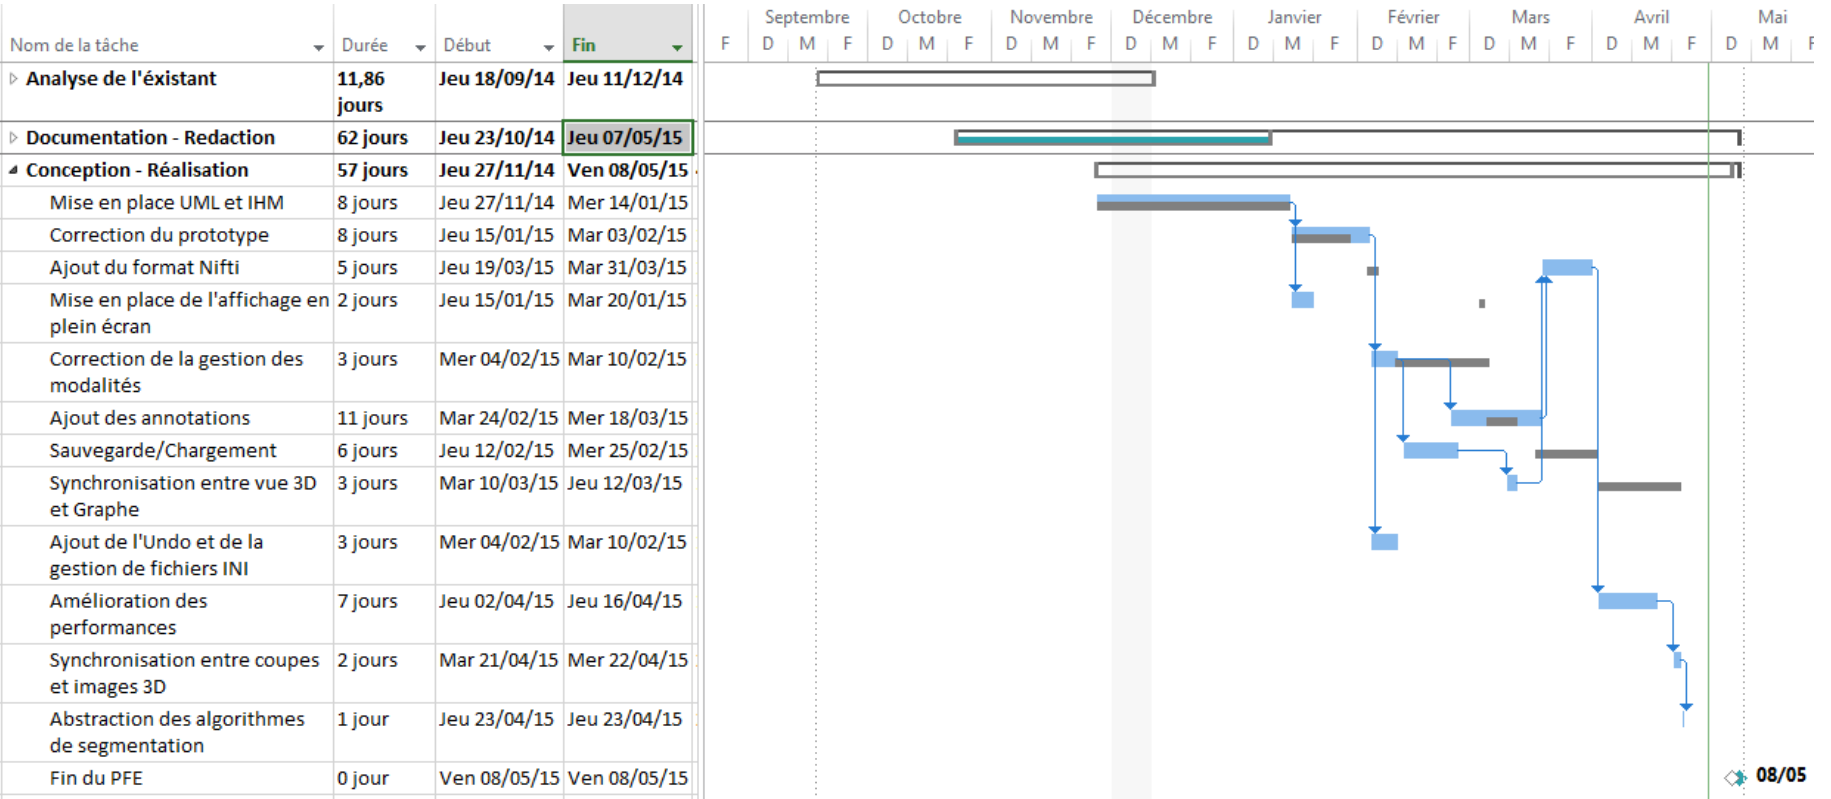 Septembre Octobre Novembre Décembre Janvier Février Mars Avril Mai
Nom de la tâche Durée Début Fin F D M F D M F D M F D M F D M F D M F D M F D M F D M F
Analyse de l'éxistant 11,86 Jeu 18/09/14 Jeu 11/12/14
jours
Documentation - Redaction 62 jours Jeu 23/10/14 Jeu 07/05/15
Conception - Réalisation 57 jours Jeu 27/11/14 Ven 08/05/15
Mise en place UML et IHM 8 jours Jeu 27/11/14 Mer 14/01/15
Correction du prototype 8 jours Jeu 15/01/15 Mar 03/02/15
Ajout du format Nifti 5 jours Jeu 19/03/15 Mar 31/03/15
Mise en place de l'affichage en 2 jours Jeu 15/01/15 Mar 20/01/15
plein écran
Correction de la gestion des 3 jours Mer 04/02/15 Mar 10/02/15
modalités
Ajout des annotations 11 jours Mar 24/02/15 Mer 18/03/15
Sauvegarde/Chargement 6 jours Jeu 12/02/15 Mer 25/02/15
Synchronisation entre vue 3D 3 jours Mar 10/03/15 Jeu 12/03/15
et Graphe
Ajout de l'Undo et de la 3 jours Mer 04/02/15 Mar 10/02/15
gestion de fichiers INI
Amélioration des 7 jours Jeu 02/04/15 Jeu 16/04/15
performances
Synchronisation entre coupes 2 jours Mar 21/04/15 Mer 22/04/15
et images 3D
Abstraction des algorithmes 1 jour Jeu 23/04/15 Jeu 23/04/15
de segmentation
Fin du PFE 0 jour Ven 08/05/15 Ven 08/05/15 08/05